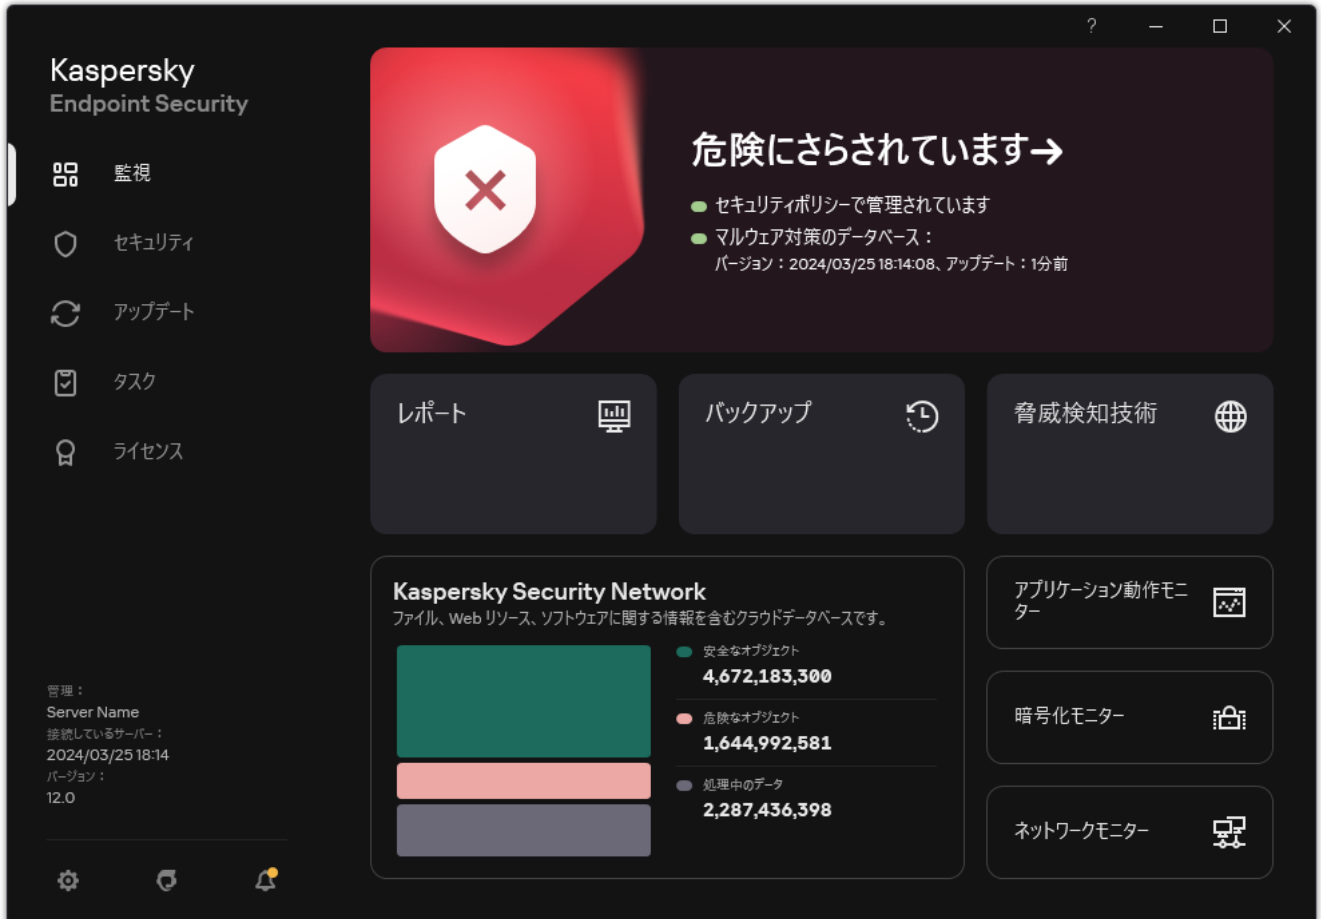 ?
Kaspersky
Endpoint Security
監視
セキュリティ
アップデート
タスク
ライセンス
管理：
Server Name
接続しているサーバー：
2024/03/25 18:14
バージョン：
12.0
危険にさらされています→
セキュリティポリシーで管理されています
マルウェア対策のデータベース：
バージョン：2024/03/25 18:14:08、アップデート：1分前
レポート
バックアップ
脅威検知技術
Kaspersky Security Network
ファイル、Web リソース、ソフトウェアに関する情報を含むクラウドデータベースです。
安全なオブジェクト
4,672,183,300
危険なオブジェクト
1,644,992,581
処理中のデータ
2,287,436,398
アプリケーション動作モニ
ター
暗号化モニター
ネットワークモニター